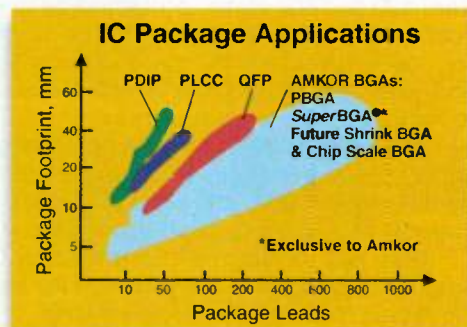 IC Package Applications
PDIP PLCC QFP AMKOR BGAs:
PBGA
SuperBGA●*
Future Shrink BGA
& Chip Scale BGA
Package Footprint, mm
60
40
20
10
5
*Exclusive to Amkor
10 50 100 200 400 600 800 1000
Package Leads